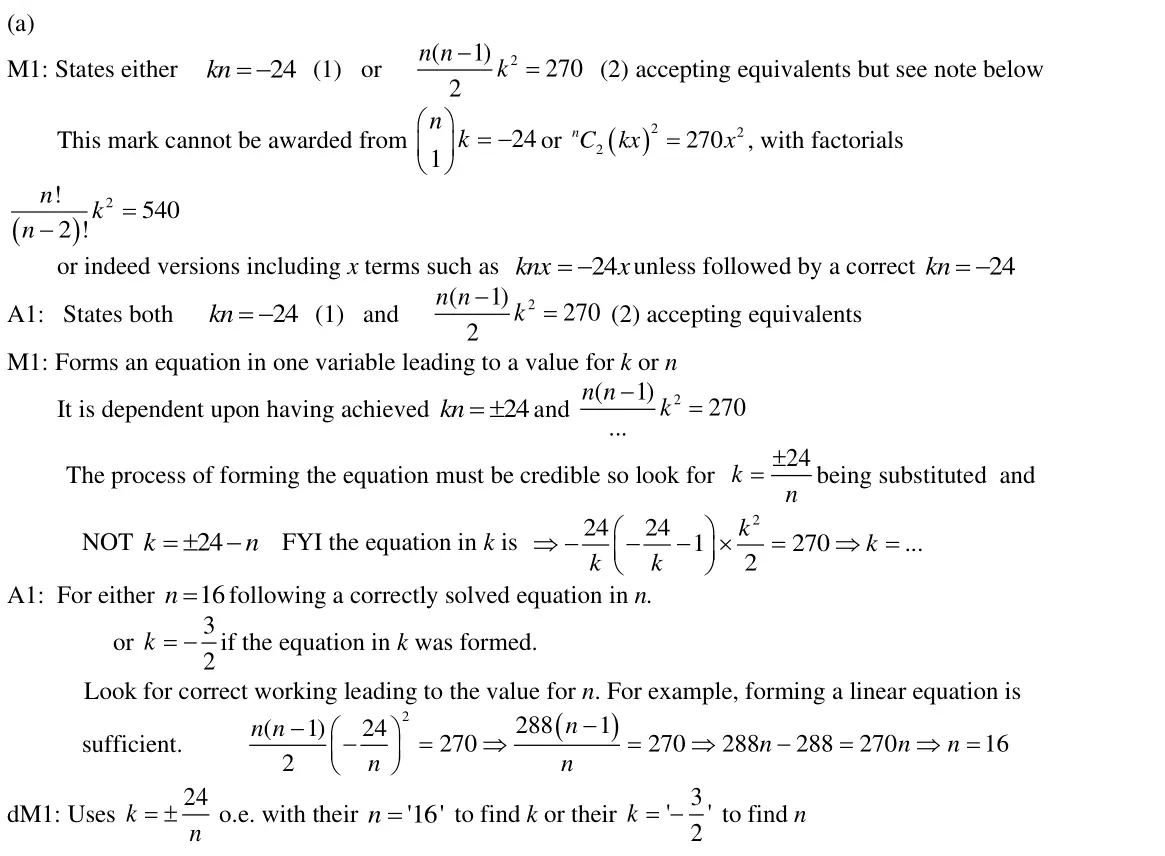 (a)
M1: States either kn = −24 (1) or n(n − 1)/2 k² = 270 (2) accepting equivalents but see note below
This mark cannot be awarded from (n 1) k = −24 or ⁿC₂ (kx)² = 270x² , with factorials
n!/(n − 2)! k² = 540
or indeed versions including x terms such as knx = −24x unless followed by a correct kn = −24
A1: States both kn = −24 (1) and n(n − 1)/2 k² = 270 (2) accepting equivalents
M1: Forms an equation in one variable leading to a value for k or n
It is dependent upon having achieved kn = ±24 and n(n − 1)/... k² = 270
The process of forming the equation must be credible so look for k = ±24/n being substituted and
NOT k = ±24 − n FYI the equation in k is ⇒ − 24/k (− 24/k − 1) × k²/2 = 270 ⇒ k = ...
A1: For either n = 16 following a correctly solved equation in n.
or k = − 3/2 if the equation in k was formed.
Look for correct working leading to the value for n. For example, forming a linear equation is
sufficient. n(n − 1)/2 (− 24/n)² = 270 ⇒ 288(n − 1)/n = 270 ⇒ 288n − 288 = 270n ⇒ n = 16
dM1: Uses k = ± 24/n o.e. with their n = '16' to find k or their k = '− 3/2' to find n